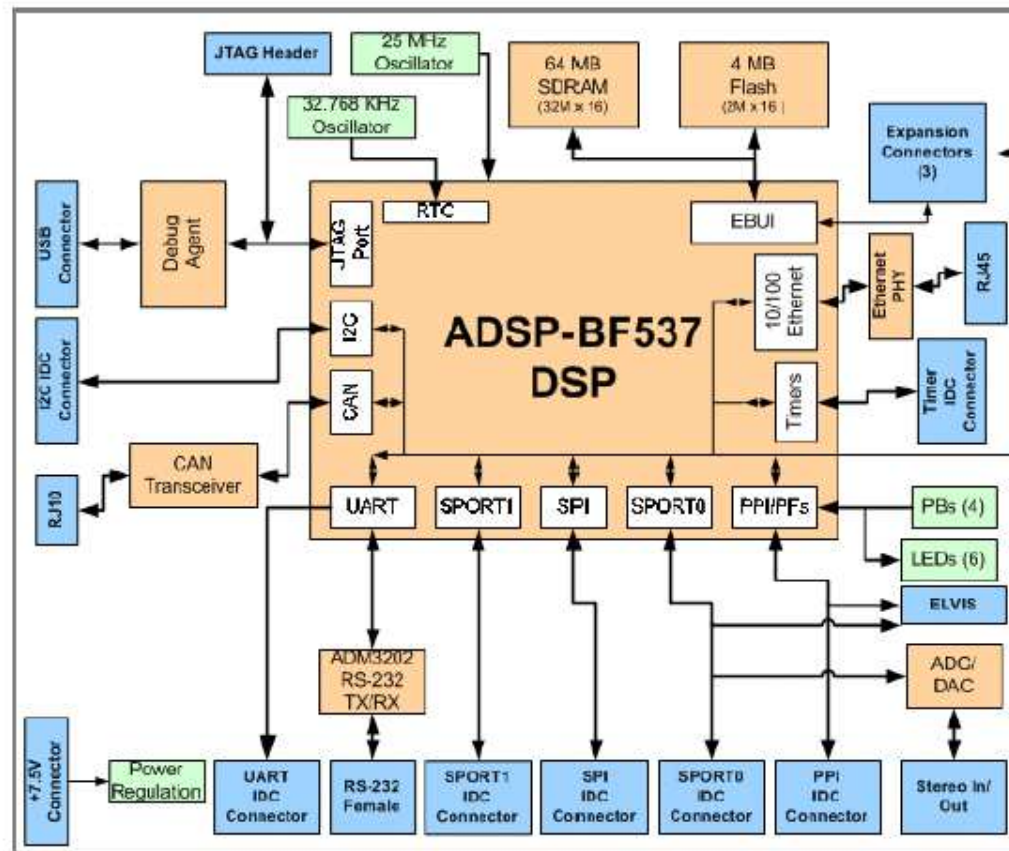 JTAG Header
25 MHz
Oscillator
64 MB
SDRAM
(32M x 16)
4 MB
Flash
(2M x 16 )
32.768 KHz
Oscillator
Expansion
Connectors
(3)
USB
Connector
Debug
Agent
JTAG
Port
RTC
EBUI
10/100
Ethernet
Ethernet
PHY
RJ45
I2C IDC
Connector
I2C
ADSP-BF537
DSP
CAN
Timers
Timer
IDC
Connector
RJ10
CAN
Transceiver
UART
SPORT1
SPI
SPORT0
PPI/PFs
PBs (4)
LEDs (6)
ELVIS
ADM3202
RS-232
TX/RX
ADC/
DAC
+7.5V
Connector
Power
Regulation
UART
IDC
Connector
RS-232
Female
SPORT1
IDC
Connector
SPI
IDC
Connector
SPORT0
IDC
Connector
PPI
IDC
Connector
Stereo In/
Out